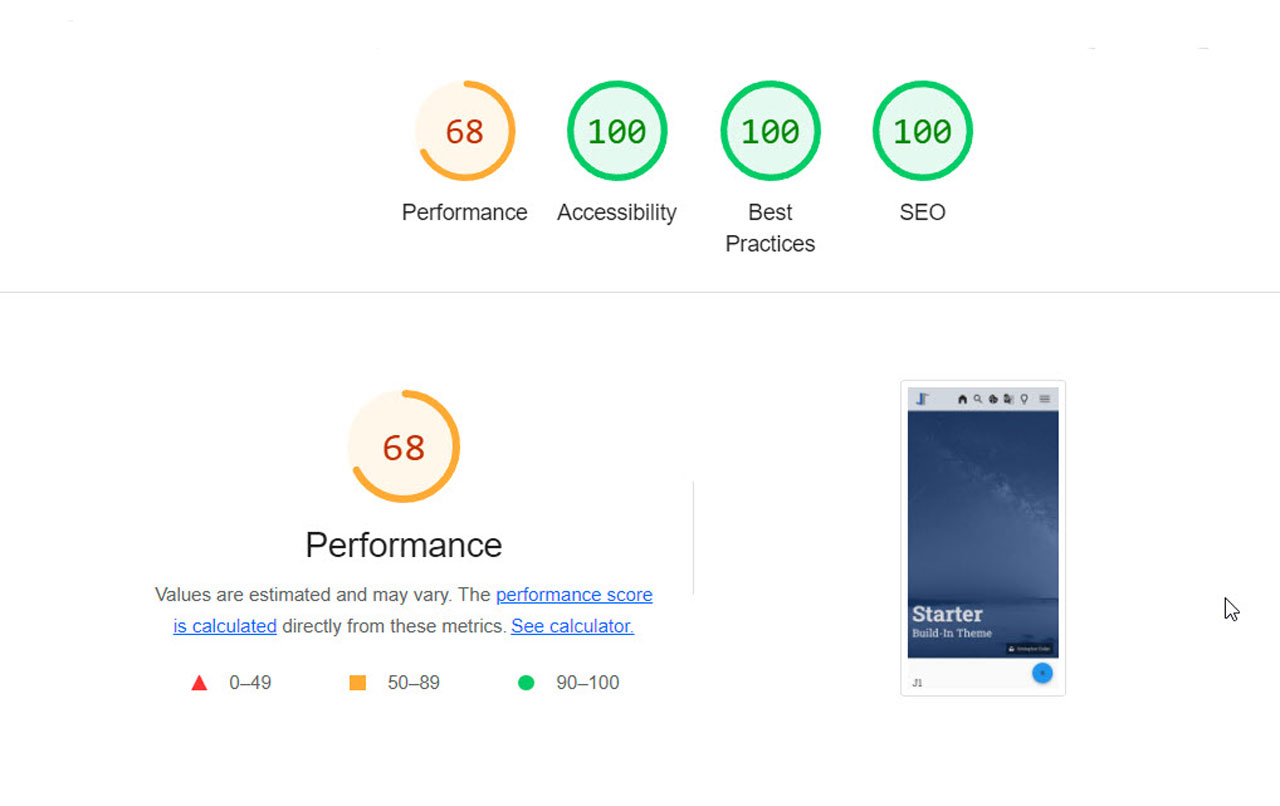 68
100
100
100
Performance
Accessibility
Best
Practices
SEO
68
Performance
Values are estimated and may vary. The performance score
is calculated directly from these metrics. See calculator.
0–49
50–89
90–100
Starter
Build-In Theme
J1